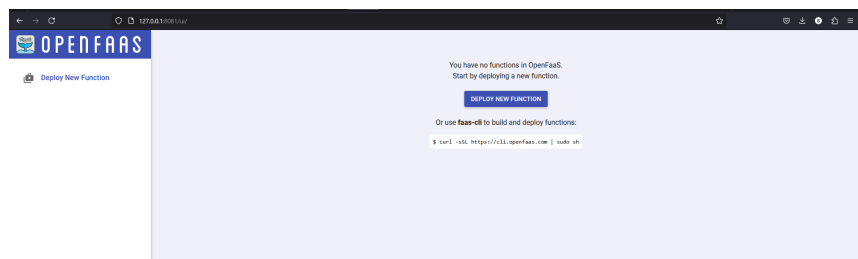 127.0.0.1:8081/ui/
OPENFAAS
Deploy New Function
You have no functions in OpenFaaS.
Start by deploying a new function.
DEPLOY NEW FUNCTION
Or use faas-cli to build and deploy functions:
$ curl -sSL https://cli.openfaas.com | sudo sh